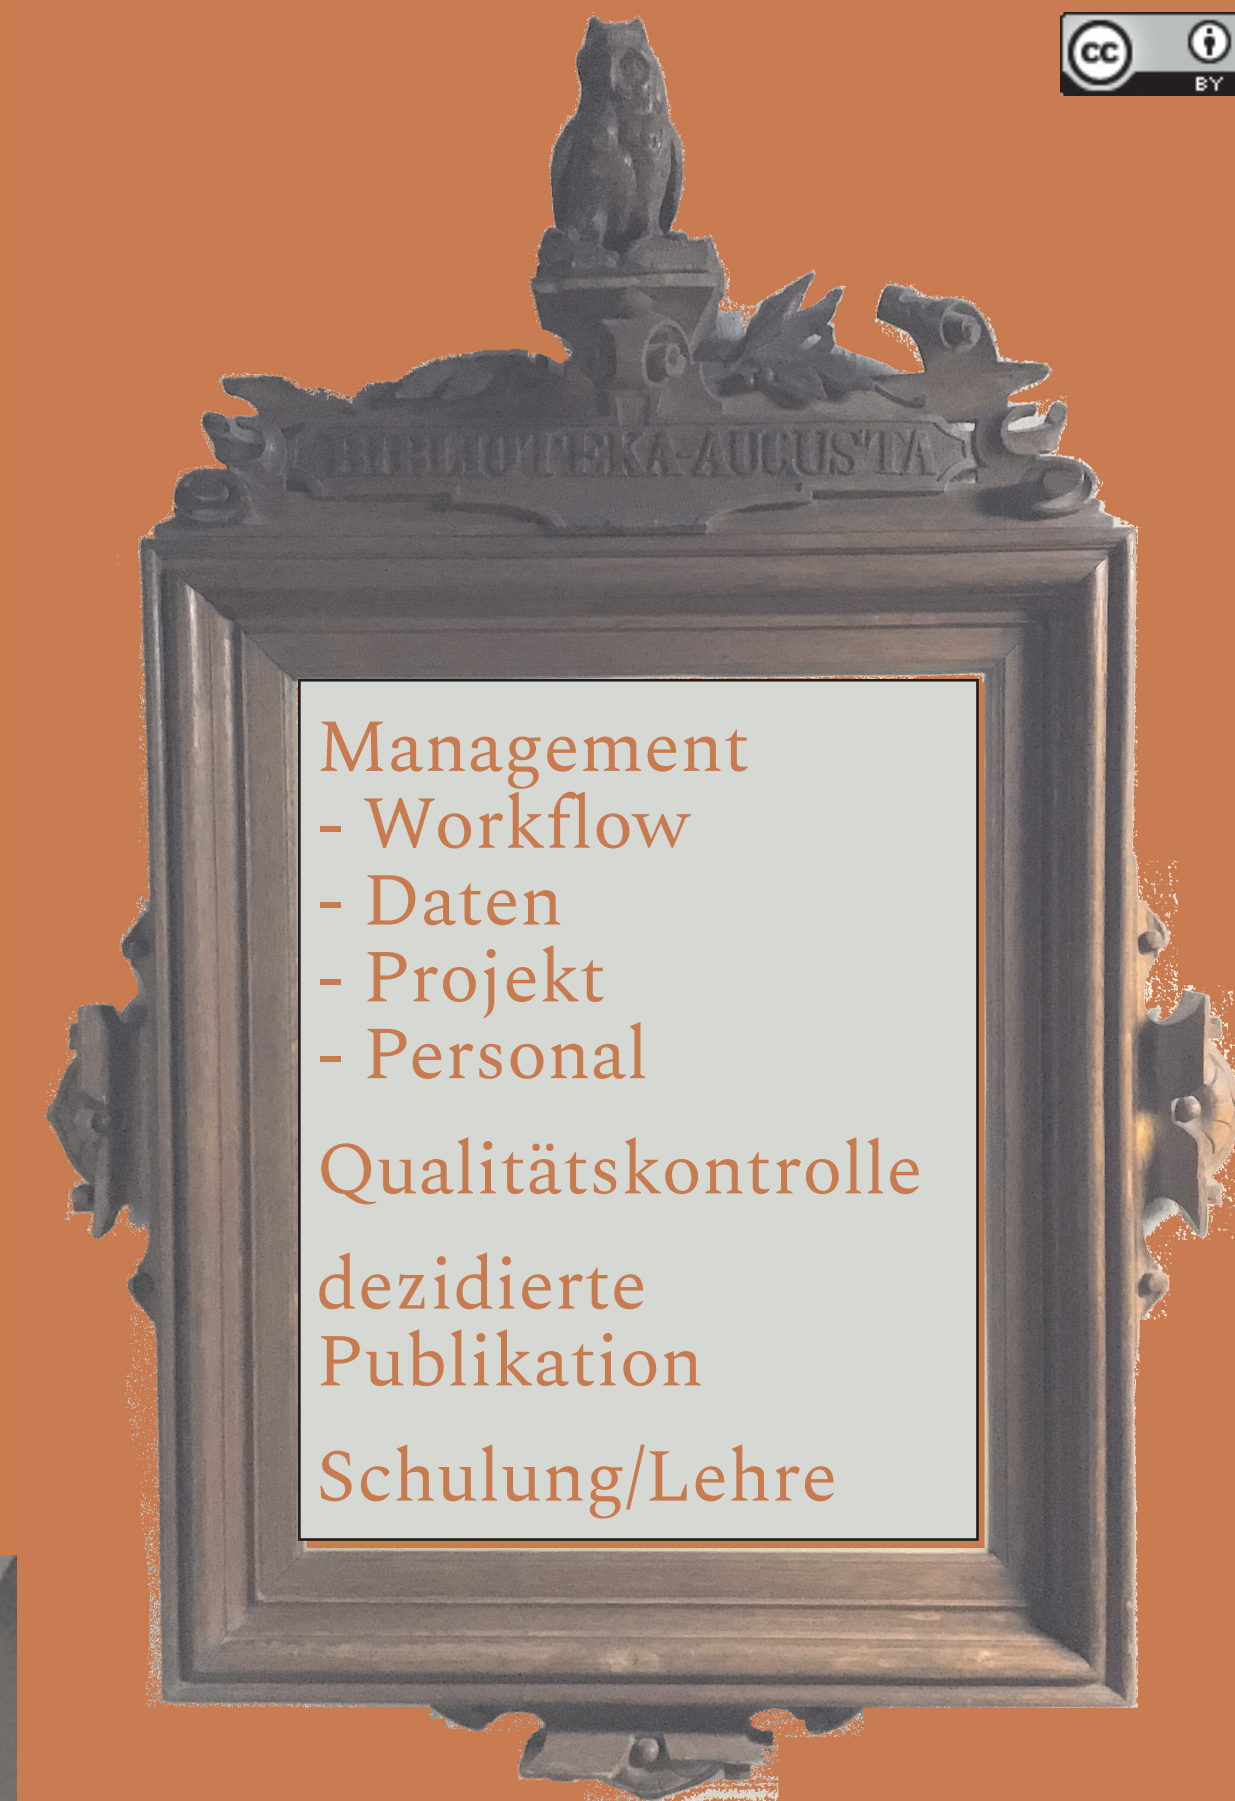 cc
BY
BIBLIOTEKA-AUGUSTA
Management
- Workflow
- Daten
- Projekt
- Personal
Qualitätskontrolle
dezidierte
Publikation
Schulung/Lehre